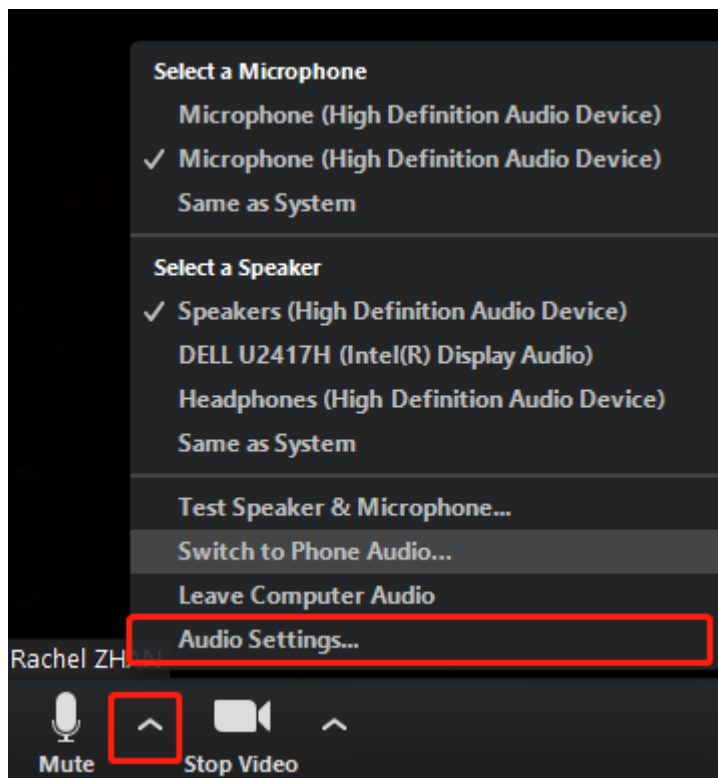 Select a Microphone
Microphone (High Definition Audio Device)
✓ Microphone (High Definition Audio Device)
Same as System
Select a Speaker
✓ Speakers (High Definition Audio Device)
DELL U2417H (Intel(R) Display Audio)
Headphones (High Definition Audio Device)
Same as System
Test Speaker & Microphone...
Switch to Phone Audio...
Leave Computer Audio
Audio Settings...
Rachel ZHAN
Mute Stop Video